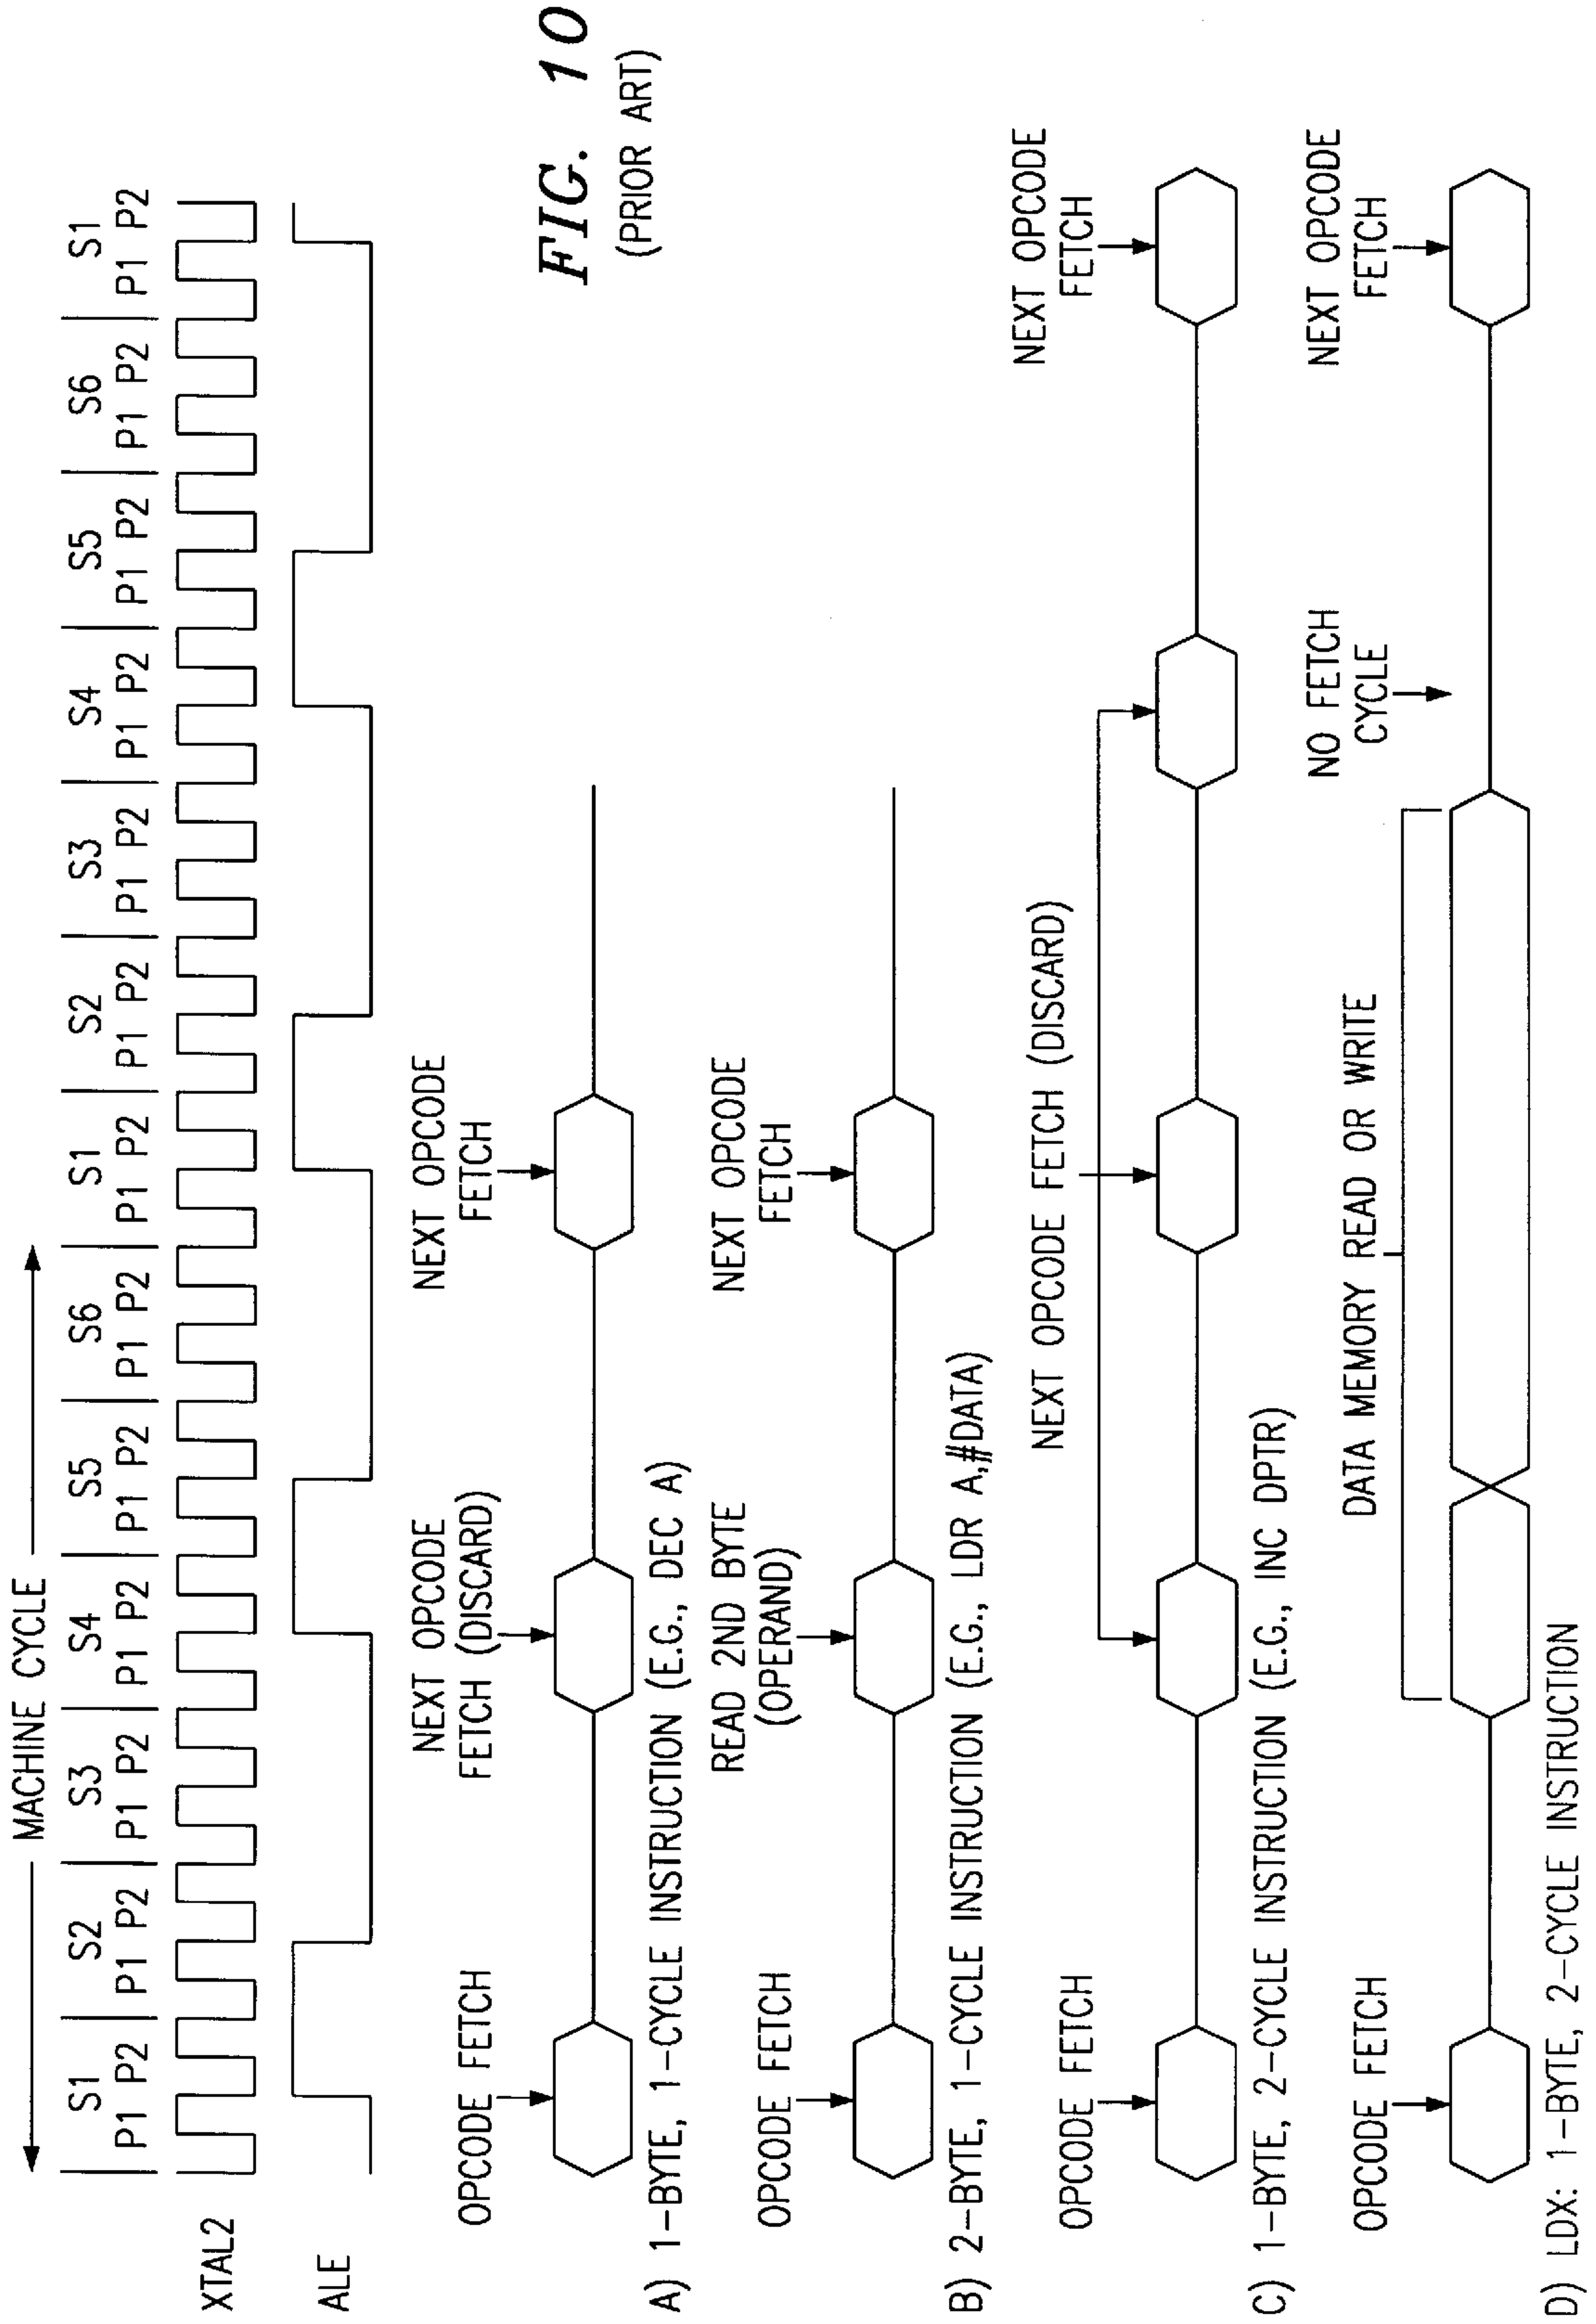 MACHINE CYCLE
S1 S2 S3 S4 S5 S6 S1 S2 S3 S4 S5 S6 S1
P1 P2 P1 P2 P1 P2 P1 P2 P1 P2 P1 P2 P1 P2 P1 P2 P1 P2 P1 P2 P1 P2 P1 P2 P1 P2
XTAL2
ALE
OPCODE FETCH
NEXT OPCODE
FETCH (DISCARD)
NEXT OPCODE
FETCH
A) 1-BYTE, 1-CYCLE INSTRUCTION (E.G., DEC A)
FIG. 10
(PRIOR ART)
OPCODE FETCH
READ 2ND BYTE
(OPERAND)
NEXT OPCODE
FETCH
B) 2-BYTE, 1-CYCLE INSTRUCTION (E.G., LDR A,#DATA)
OPCODE FETCH
NEXT OPCODE FETCH (DISCARD)
NEXT OPCODE
FETCH
C) 1-BYTE, 2-CYCLE INSTRUCTION (E.G., INC DPTR)
OPCODE FETCH
DATA MEMORY READ OR WRITE
NO FETCH
CYCLE
NEXT OPCODE
FETCH
D) LDX: 1-BYTE, 2-CYCLE INSTRUCTION